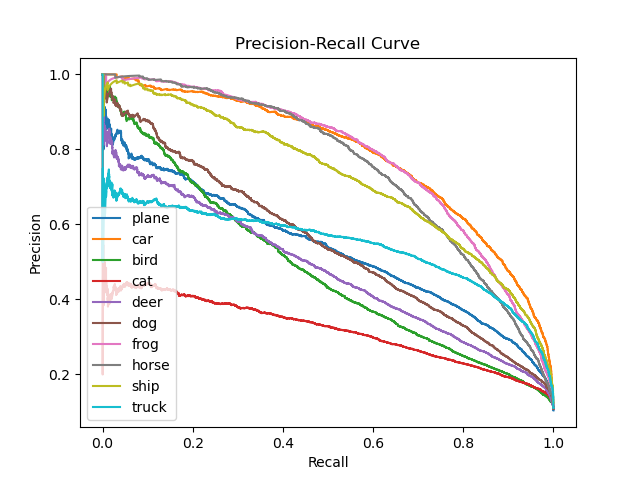 Precision-Recall Curve
Precision
1.0
0.8
0.6
0.4
0.2
plane
car
bird
cat
deer
dog
frog
horse
ship
truck
0.0 0.2 0.4 0.6 0.8 1.0
Recall